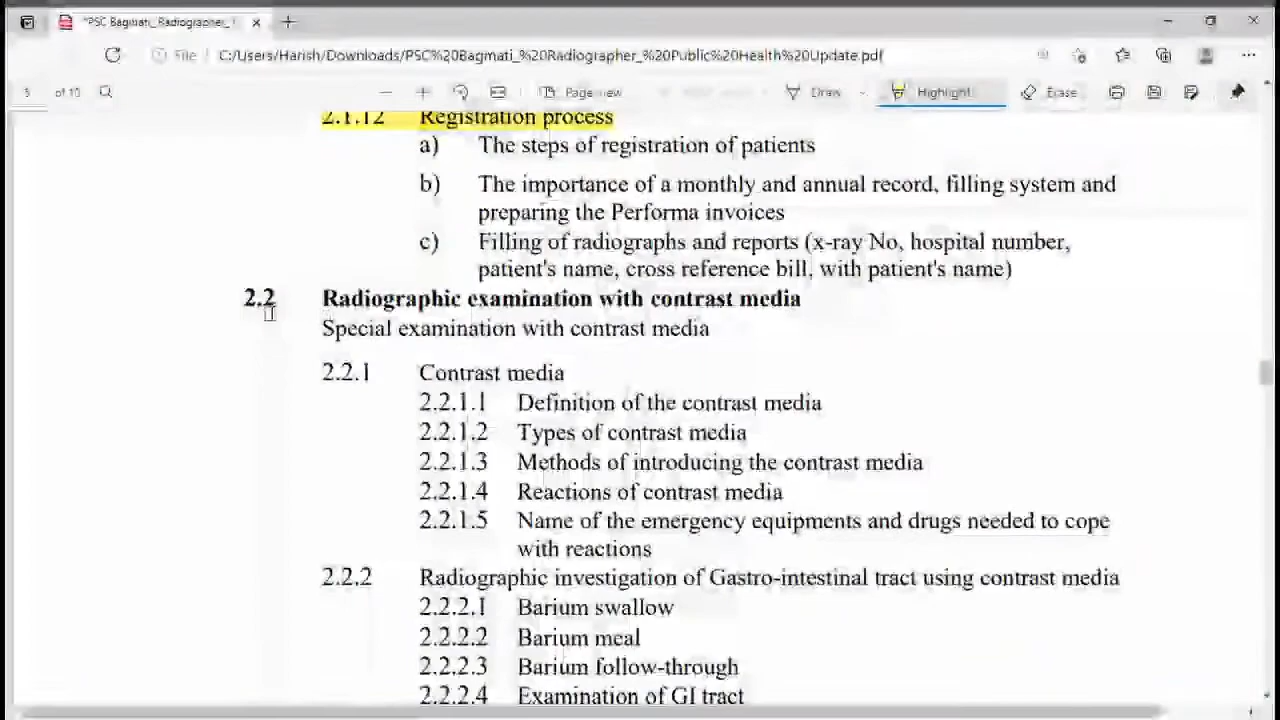 *PSC Bagmati_Radiographer_
File C:/Users/Harish/Downloads/PSC%20Bagmati_%20Radiographer_%20Public%20Health%20Update.pdf
5 of 10 Page view Draw Highlight Erase
2.1.12 Registration process
a) The steps of registration of patients
b) The importance of a monthly and annual record, filling system and
preparing the Performa invoices
c) Filling of radiographs and reports (x-ray No, hospital number,
patient's name, cross reference bill, with patient's name)
2.2 Radiographic examination with contrast media
Special examination with contrast media
2.2.1 Contrast media
2.2.1.1 Definition of the contrast media
2.2.1.2 Types of contrast media
2.2.1.3 Methods of introducing the contrast media
2.2.1.4 Reactions of contrast media
2.2.1.5 Name of the emergency equipments and drugs needed to cope
with reactions
2.2.2 Radiographic investigation of Gastro-intestinal tract using contrast media
2.2.2.1 Barium swallow
2.2.2.2 Barium meal
2.2.2.3 Barium follow-through
2.2.2.4 Examination of GI tract